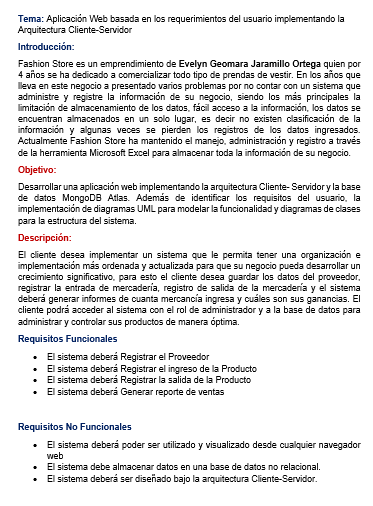 Tema: Aplicación Web basada en los requerimientos del usuario implementando la
Arquitectura Cliente-Servidor
Introducción:
Fashion Store es un emprendimiento de Evelyn Geomara Jaramillo Ortega quien por
4 años se ha dedicado a comercializar todo tipo de prendas de vestir. En los años que
lleva en este negocio a presentado varios problemas por no contar con un sistema que
administre y registre la información de su negocio, siendo los más principales la
limitación de almacenamiento de los datos, fácil acceso a la información, los datos se
encuentran almacenados en un solo lugar, es decir no existen clasificación de la
información y algunas veces se pierden los registros de los datos ingresados.
Actualmente Fashion Store ha mantenido el manejo, administración y registro a través
de la herramienta Microsoft Excel para almacenar toda la información de su negocio.
Objetivo:
Desarrollar una aplicación web implementando la arquitectura Cliente- Servidor y la base
de datos MongoDB Atlas. Además de identificar los requisitos del usuario, la
implementación de diagramas UML para modelar la funcionalidad y diagramas de clases
para la estructura del sistema.
Descripción:
El cliente desea implementar un sistema que le permita tener una organización e
implementación más ordenada y actualizada para que su negocio pueda desarrollar un
crecimiento significativo, para esto el cliente desea guardar los datos del proveedor,
registrar la entrada de mercadería, registro de salida de la mercadería y el sistema
deberá generar informes de cuanta mercancía ingresa y cuáles son sus ganancias. El
cliente podrá acceder al sistema con el rol de administrador y a la base de datos para
administrar y controlar sus productos de manera óptima.
Requisitos Funcionales
• El sistema deberá Registrar el Proveedor
• El sistema deberá Registrar el ingreso de la Producto
• El sistema deberá Registrar la salida de la Producto
• El sistema deberá Generar reporte de ventas
Requisitos No Funcionales
• El sistema deberá poder ser utilizado y visualizado desde cualquier navegador
web
• El sistema debe almacenar datos en una base de datos no relacional.
• El sistema deberá ser diseñado bajo la arquitectura Cliente-Servidor.